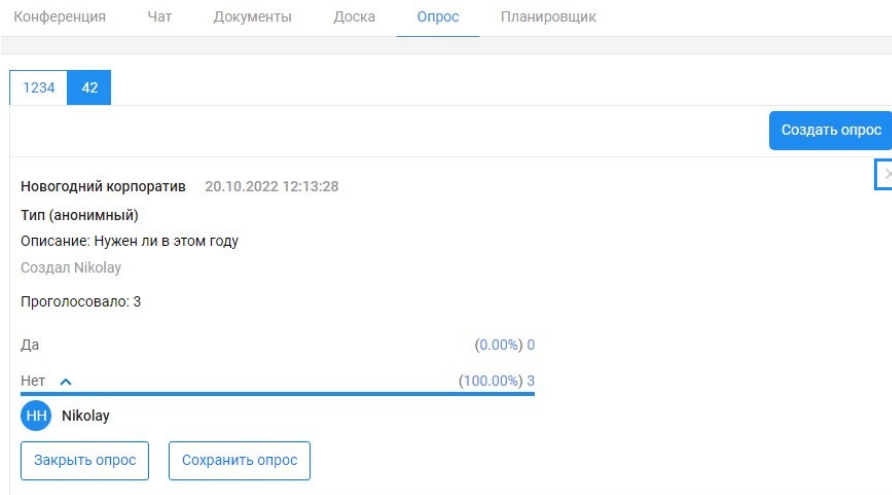 Конференция Чат Документы Доска Опрос Планировщик
1234 42
Создать опрос
Новогодний корпоратив 20.10.2022 12:13:28
Тип (анонимный)
Описание: Нужен ли в этом году
Создал Nikolay
Проголосовало: 3
Да (0.00%) 0
Нет (100.00%) 3
НН Nikolay
Закрыть опрос Сохранить опрос